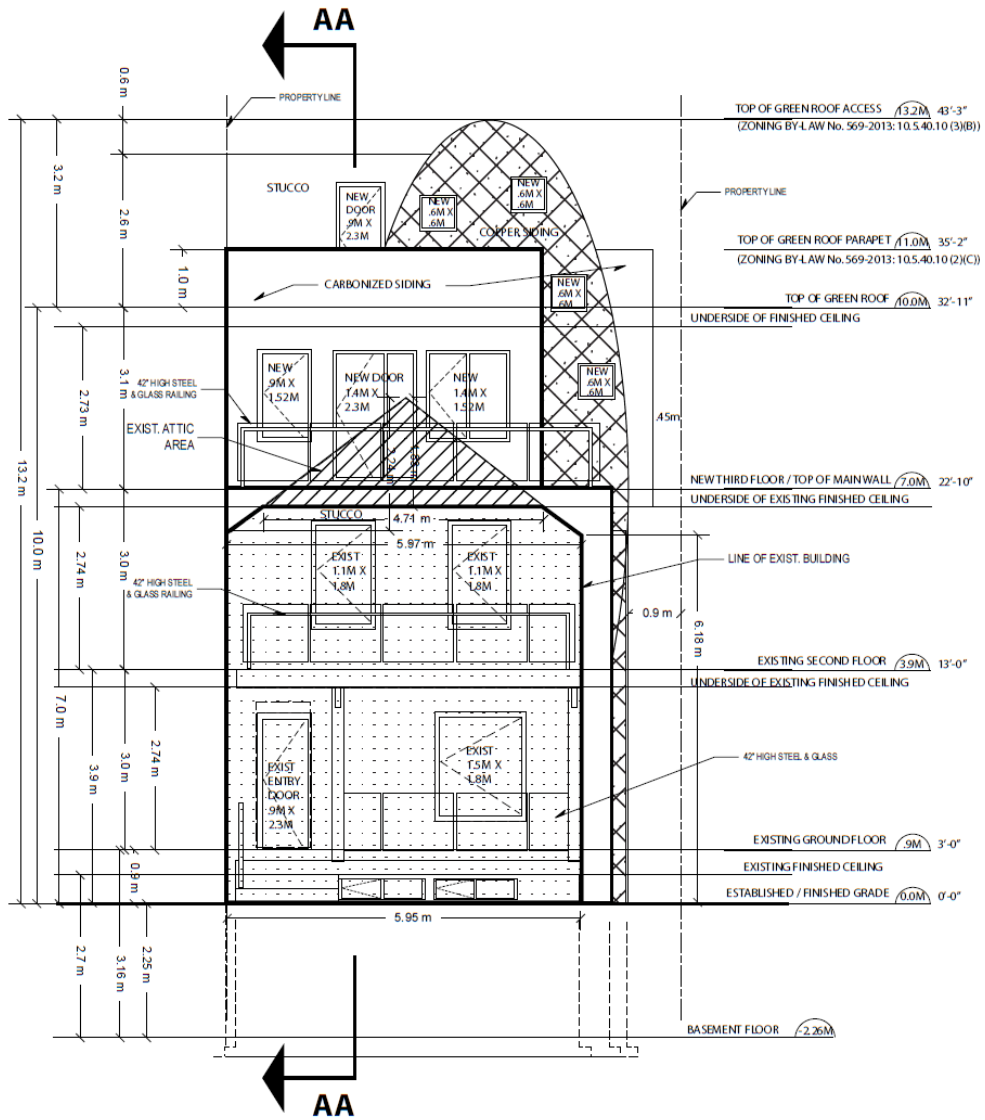 AA
PROPERTY LINE
0.6 m
TOP OF GREEN ROOF ACCESS 13.2M 43'-3"
(ZONING BY-LAW No. 569-2013: 10.5.40.10 (3)(B))
3.2 m
STUCCO
NEW
DOOR
.9M X
2.3M
NEW
.6M X
.6M
NEW
.6M X
.6M
PROPERTY LINE
2.6 m
COPPER SIDING
TOP OF GREEN ROOF PARAPET 11.0M 35'-2"
(ZONING BY-LAW No. 569-2013: 10.5.40.10 (2)(C))
1.0 m
CARBONIZED SIDING
NEW
.6M X
.6M
TOP OF GREEN ROOF 10.0M 32'-11"
UNDERSIDE OF FINISHED CEILING
3.1 m
2.73 m
42" HIGH STEEL
& GLASS RAILING
NEW
.9M X
1.52M
NEW DOOR
1.4M X
2.3M
NEW
1.4M X
1.52M
NEW
.6M X
.6M
EXIST. ATTIC
AREA
.45m
13.2 m
10.0 m
NEW THIRD FLOOR / TOP OF MAIN WALL 7.0M 22'-10"
UNDERSIDE OF EXISTING FINISHED CEILING
STUCCO
4.71 m
5.97 m
2.74 m
3.0 m
42" HIGH STEEL
& GLASS RAILING
EXIST
1.1M X
1.8M
EXIST
1.1M X
1.8M
LINE OF EXIST. BUILDING
0.9 m
6.18 m
EXISTING SECOND FLOOR 3.9M 13'-0"
UNDERSIDE OF EXISTING FINISHED CEILING
7.0 m
3.9 m
3.0 m
2.74 m
EXIST
ENTRY
DOOR
.9M X
2.3M
EXIST
1.5M X
1.8M
42" HIGH STEEL & GLASS
EXISTING GROUND FLOOR .9M 3'-0"
EXISTING FINISHED CEILING
0.9 m
ESTABLISHED / FINISHED GRADE 0.0M 0'-0"
5.95 m
2.7 m
3.16 m
2.25 m
BASEMENT FLOOR -2.26M
AA